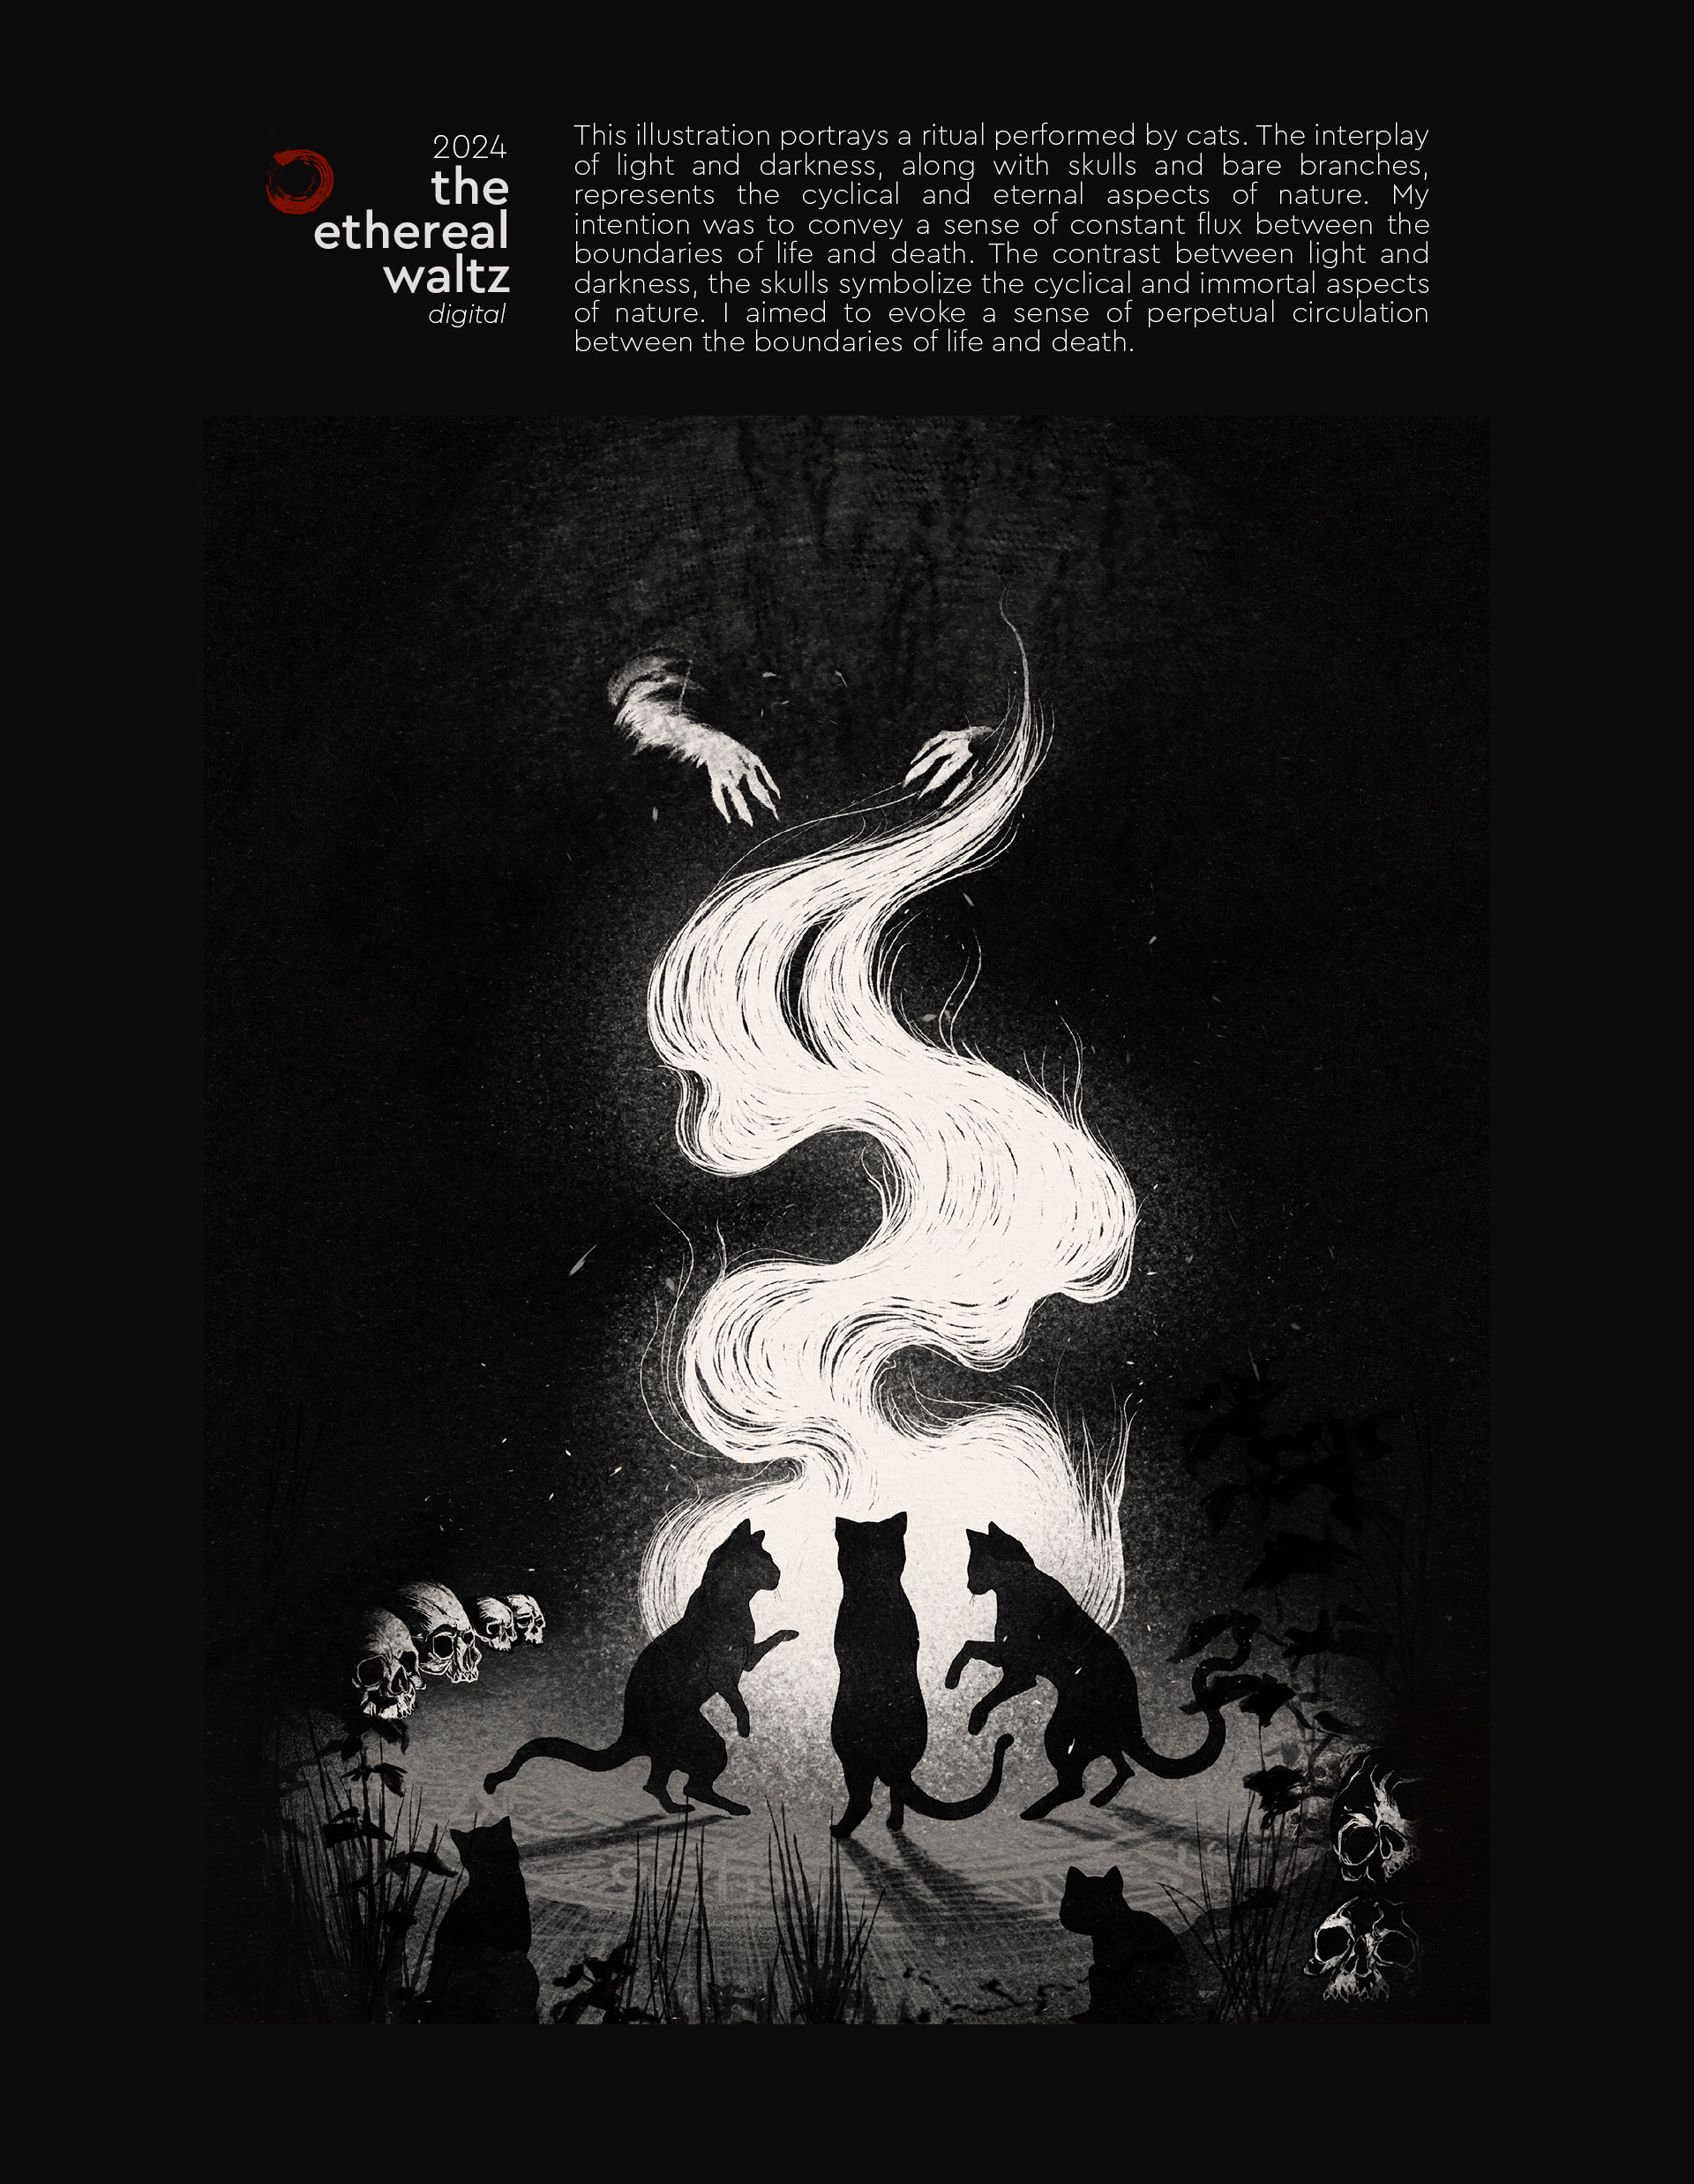 2024
the
ethereal
waltz
digital
This illustration portrays a ritual performed by cats. The interplay
of light and darkness, along with skulls and bare branches,
represents the cyclical and eternal aspects of nature. My
intention was to convey a sense of constant flux between the
boundaries of life and death. The contrast between light and
darkness, the skulls symbolize the cyclical and immortal aspects
of nature. I aimed to evoke a sense of perpetual circulation
between the boundaries of life and death.